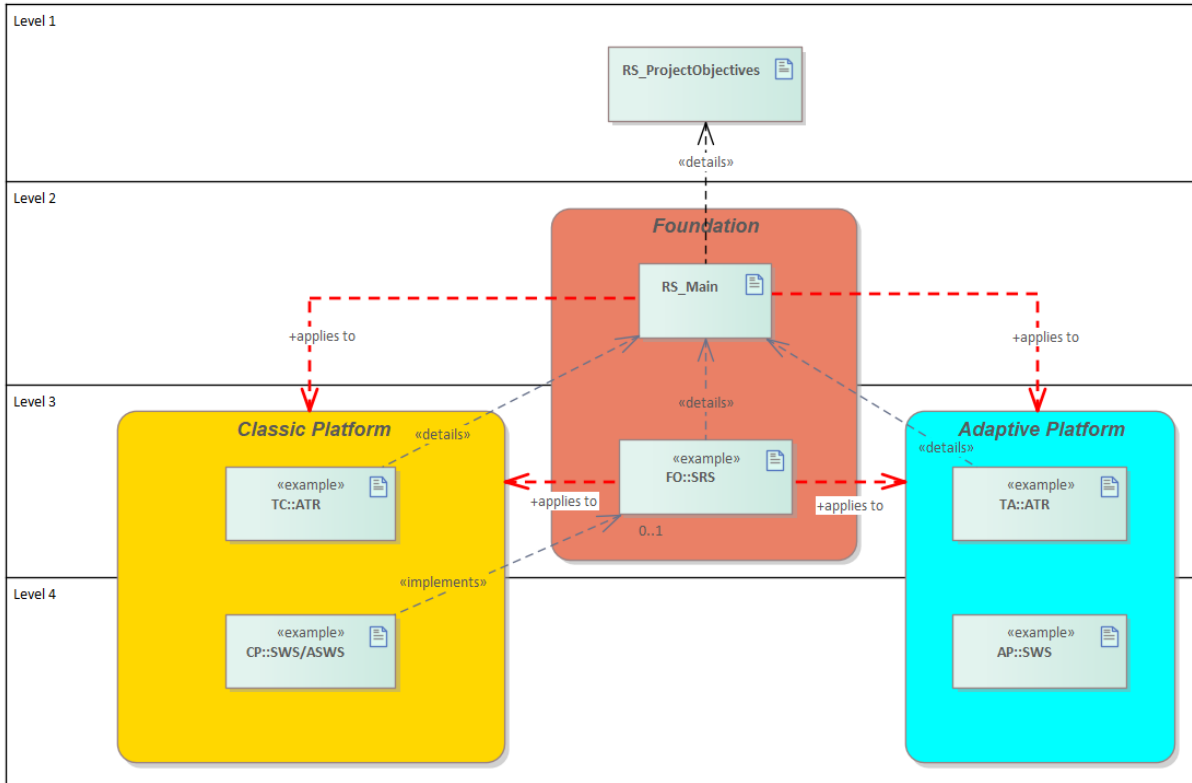 Level 1
RS_ProjectObjectives
«details»
Level 2
Foundation
RS_Main
+applies to
+applies to
Level 3
«details»
Classic Platform
«details»
Adaptive Platform
«details»
«example»
FO::SRS
«example»
TC::ATR
+applies to
+applies to
«example»
TA::ATR
0..1
«implements»
Level 4
«example»
CP::SWS/ASWS
«example»
AP::SWS